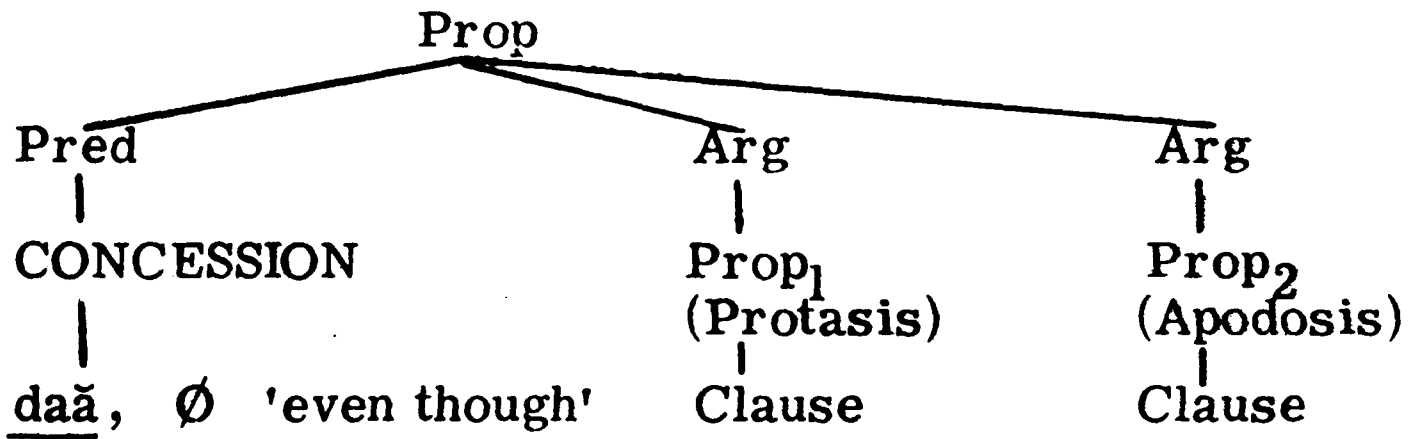 Prop
Pred Arg Arg
CONCESSION Prop₁ Prop₂
(Protasis) (Apodosis)
daă, Ø 'even though' Clause Clause